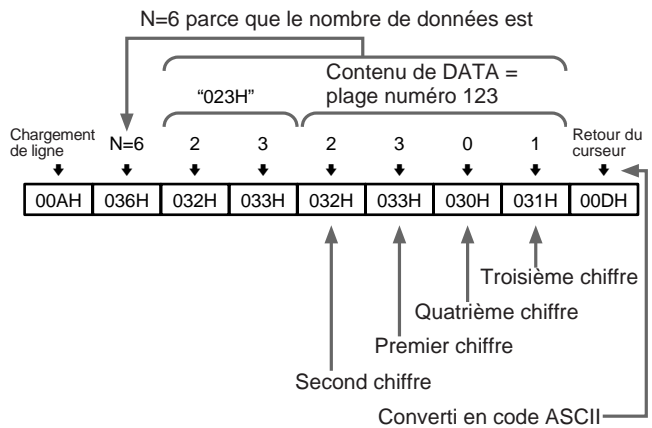 N=6 parce que le nombre de données est
Contenu de DATA =
"023H" plage numéro 123
Chargement de ligne N=6 2 3 2 3 0 1 Retour du curseur
00AH 036H 032H 033H 032H 033H 030H 031H 00DH
Troisième chiffre
Quatrième chiffre
Premier chiffre
Second chiffre
Converti en code ASCII